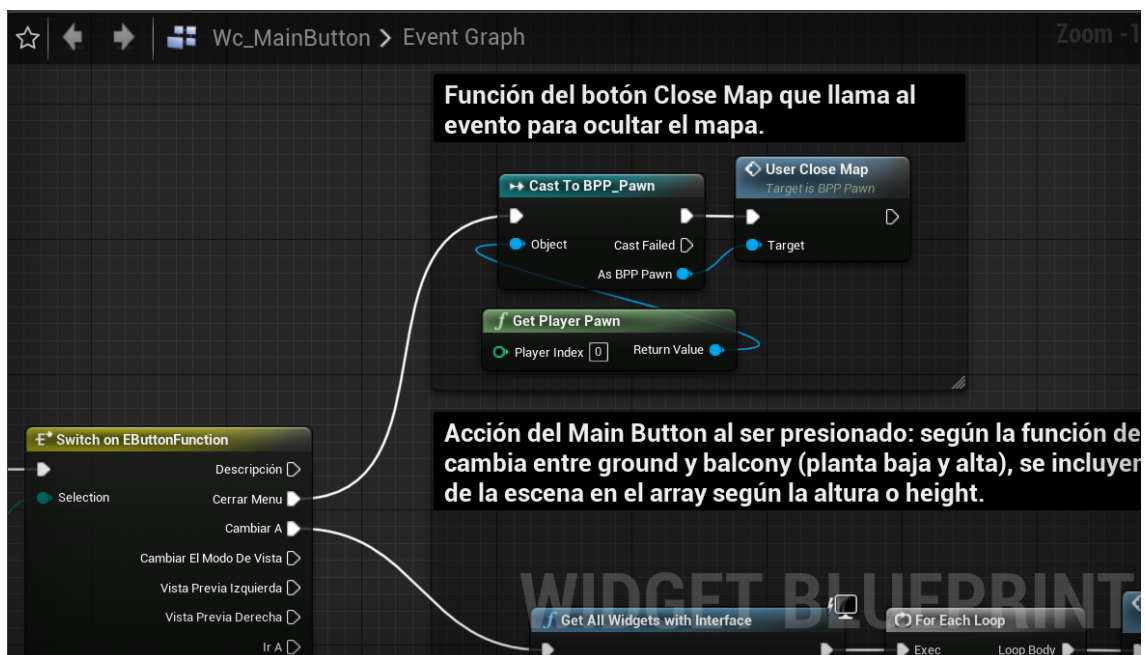 Wc_MainButton > Event Graph
Zoom -1
Función del botón Close Map que llama al
evento para ocultar el mapa.
Cast To BPP_Pawn
Object
Cast Failed
As BPP Pawn
User Close Map
Target is BPP Pawn
Target
f Get Player Pawn
Player Index 0
Return Value
Switch on EButtonFunction
Selection
Descripción
Cerrar Menu
Cambiar A
Cambiar El Modo De Vista
Vista Previa Izquierda
Vista Previa Derecha
Ir A
Acción del Main Button al ser presionado: según la función de
cambia entre ground y balcony (planta baja y alta), se incluyen
de la escena en el array según la altura o height.
WIDGET BLUEPRINT
f Get All Widgets with Interface
For Each Loop
Exec
Loop Body